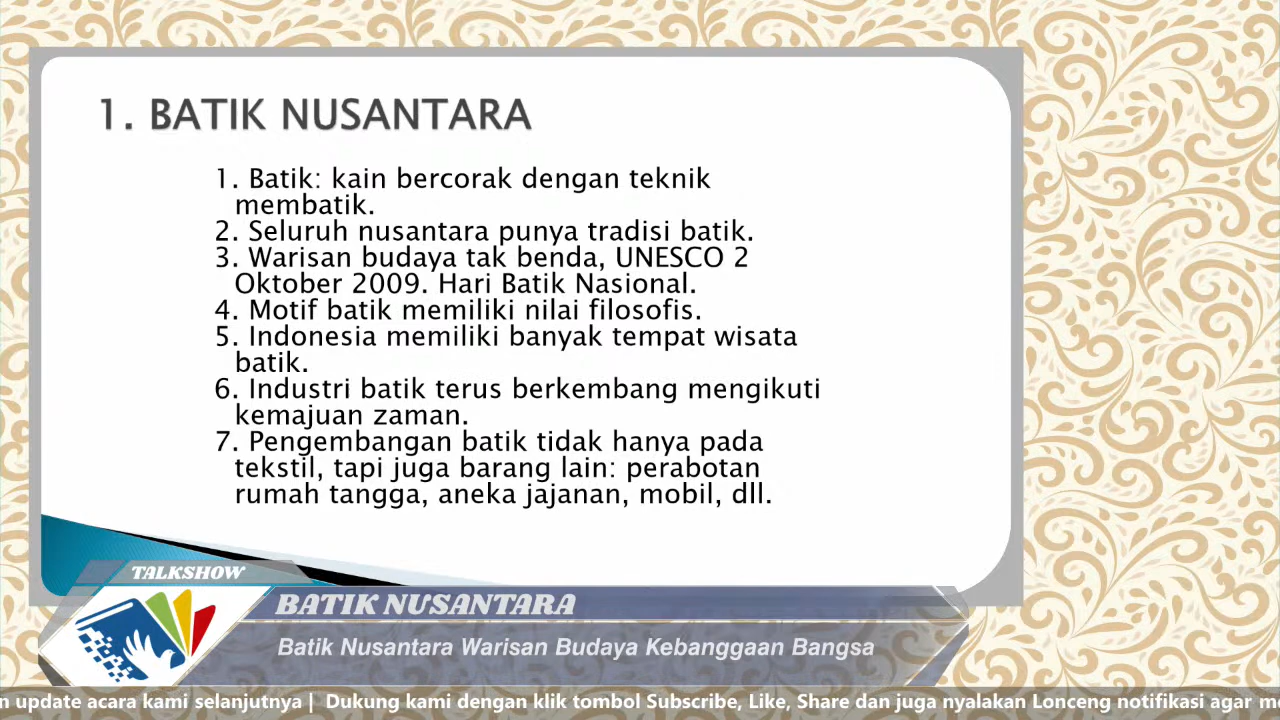 1. BATIK NUSANTARA
1. Batik: kain bercorak dengan teknik
membatik.
2. Seluruh nusantara punya tradisi batik.
3. Warisan budaya tak benda, UNESCO 2
Oktober 2009. Hari Batik Nasional.
4. Motif batik memiliki nilai filosofis.
5. Indonesia memiliki banyak tempat wisata
batik.
6. Industri batik terus berkembang mengikuti
kemajuan zaman.
7. Pengembangan batik tidak hanya pada
tekstil, tapi juga barang lain: perabotan
rumah tangga, aneka jajanan, mobil, dll.
TALKSHOW
BATIK NUSANTARA
Batik Nusantara Warisan Budaya Kebanggaan Bangsa
update acara kami selanjutnya | Dukung kami dengan klik tombol Subscribe, Like, Share dan juga nyalakan Lonceng notifikasi agar